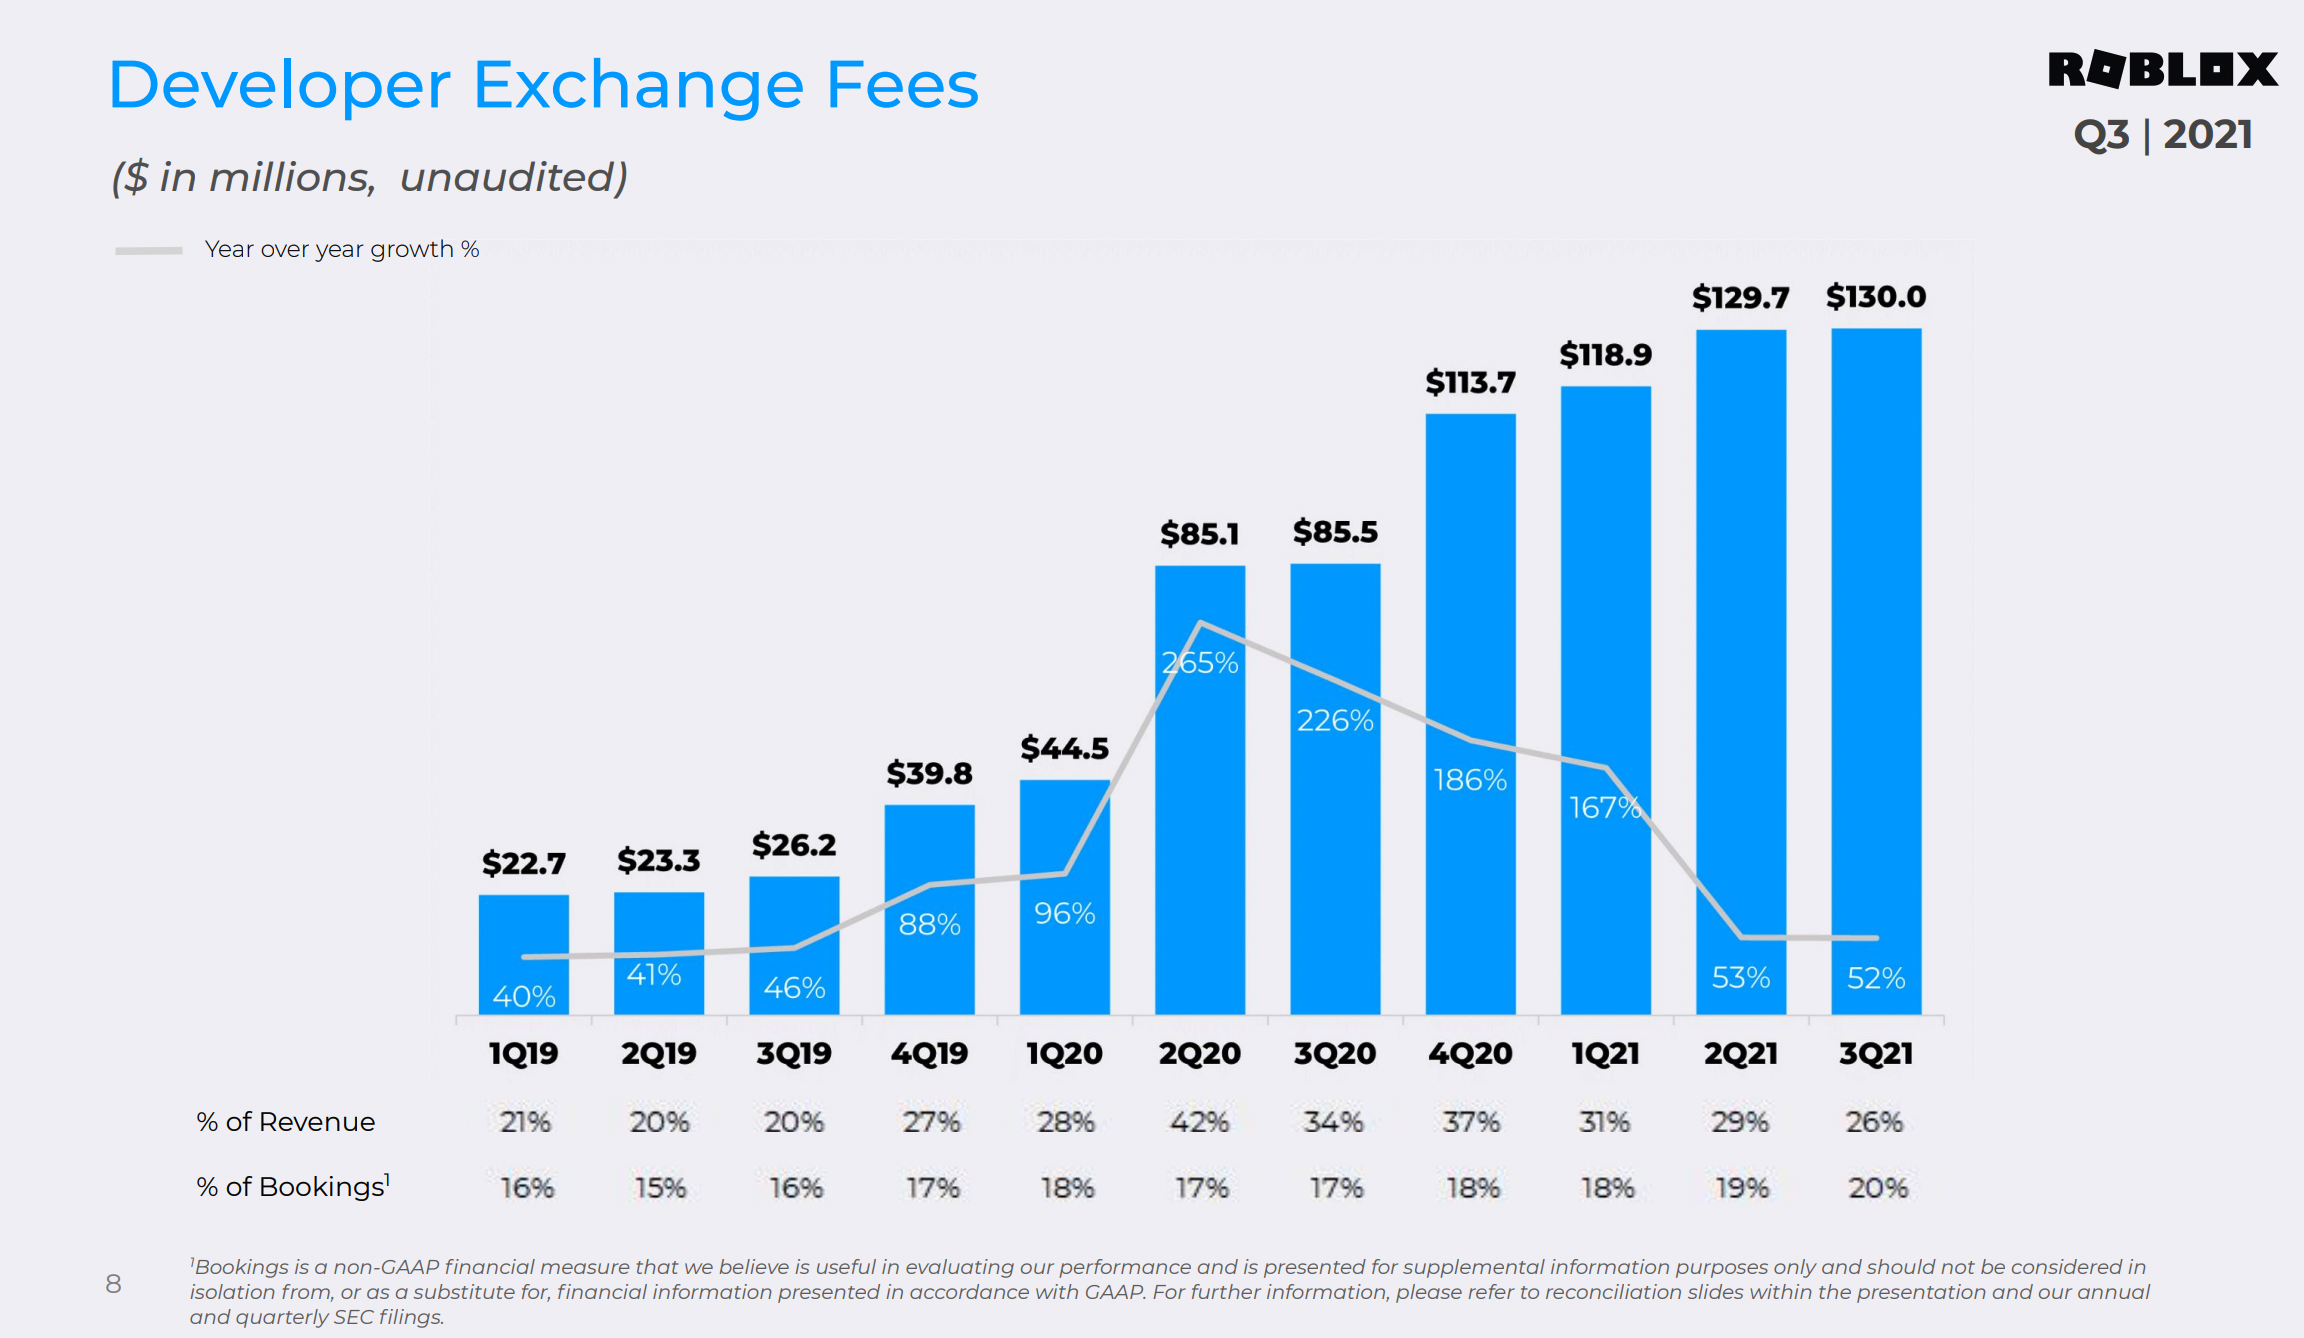 Developer Exchange Fees
ROBLOX
Q3 | 2021
($ in millions, unaudited)
Year over year growth %
$22.7 $23.3 $26.2 $39.8 $44.5 $85.1 $85.5 $113.7 $118.9 $129.7 $130.0
40% 41% 46% 88% 96% 265% 226% 186% 167% 53% 52%
1Q19 2Q19 3Q19 4Q19 1Q20 2Q20 3Q20 4Q20 1Q21 2Q21 3Q21
% of Revenue 21% 20% 20% 27% 28% 42% 34% 37% 31% 29% 26%
% of Bookings¹ 16% 15% 16% 17% 18% 17% 17% 18% 18% 19% 20%
¹Bookings is a non-GAAP financial measure that we believe is useful in evaluating our performance and is presented for supplemental information purposes only and should not be considered in
isolation from, or as a substitute for, financial information presented in accordance with GAAP. For further information, please refer to reconciliation slides within the presentation and our annual
and quarterly SEC filings.
8